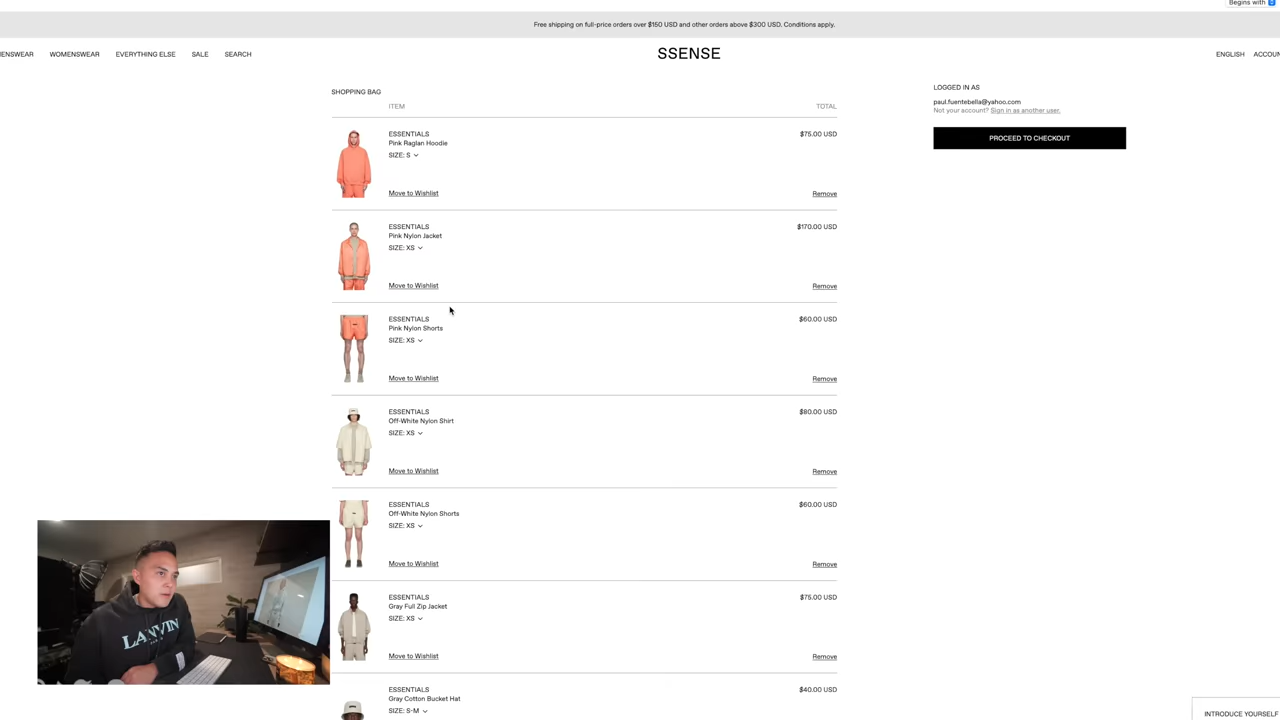 Begins with
Free shipping on full-price orders over $150 USD and other orders above $300 USD. Conditions apply.
ENSWEAR WOMENSWEAR EVERYTHING ELSE SALE SEARCH
SSENSE
ENGLISH ACCOUN
SHOPPING BAG
ITEM TOTAL
ESSENTIALS $75.00 USD
Pink Raglan Hoodie
SIZE: S
Move to Wishlist Remove
ESSENTIALS $170.00 USD
Pink Nylon Jacket
SIZE: XS
Move to Wishlist Remove
ESSENTIALS $60.00 USD
Pink Nylon Shorts
SIZE: XS
Move to Wishlist Remove
ESSENTIALS $80.00 USD
Off-White Nylon Shirt
SIZE: XS
Move to Wishlist Remove
ESSENTIALS $60.00 USD
Off-White Nylon Shorts
SIZE: XS
Move to Wishlist Remove
ESSENTIALS $75.00 USD
Gray Full Zip Jacket
SIZE: XS
Move to Wishlist Remove
ESSENTIALS $40.00 USD
Gray Cotton Bucket Hat
SIZE: S-M
LOGGED IN AS
paul.fuentebella@yahoo.com
Not your account? Sign in as another user.
PROCEED TO CHECKOUT
LANVIN
INTRODUCE YOURSELF